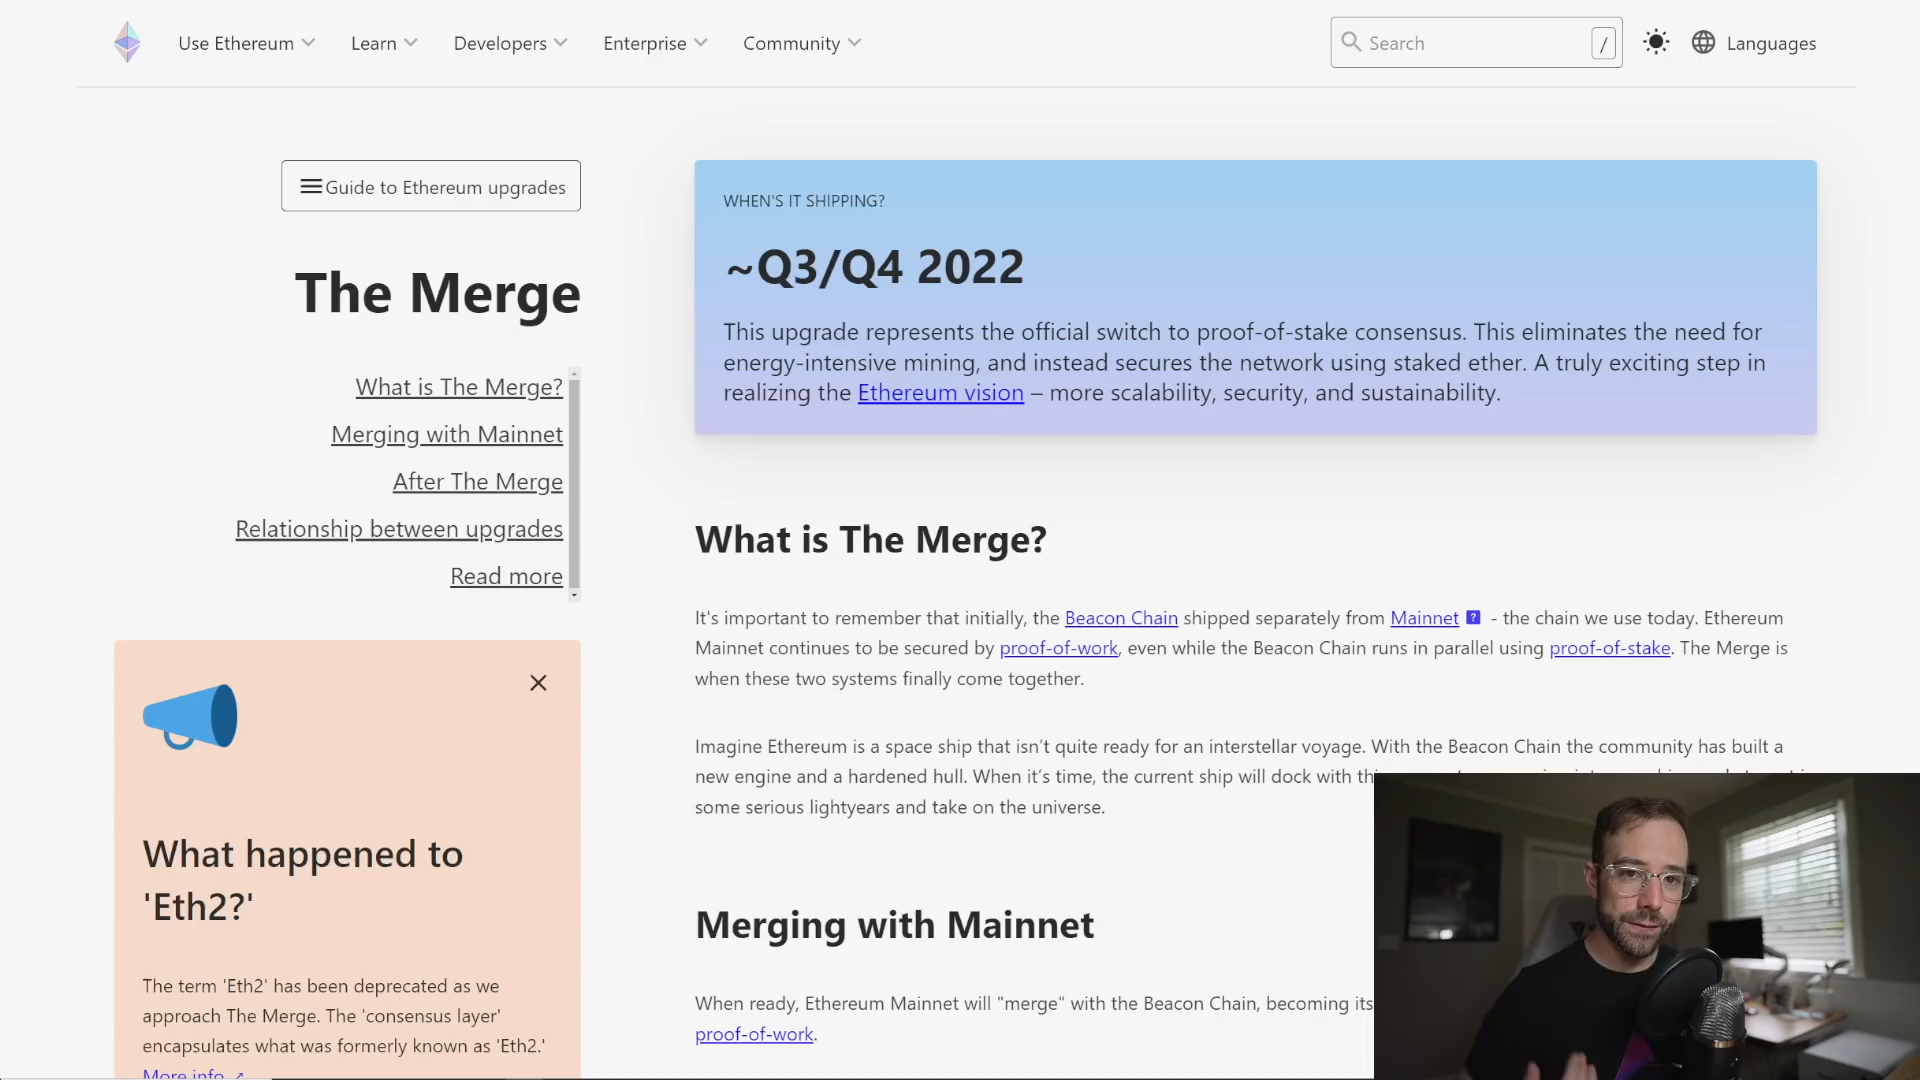 Use Ethereum
Learn
Developers
Enterprise
Community
Search
/
Languages
Guide to Ethereum upgrades
The Merge
What is The Merge?
Merging with Mainnet
After The Merge
Relationship between upgrades
Read more
What happened to
'Eth2?'
The term 'Eth2' has been deprecated as we
approach The Merge. The 'consensus layer'
encapsulates what was formerly known as 'Eth2.'
More info ↗
WHEN'S IT SHIPPING?
~Q3/Q4 2022
This upgrade represents the official switch to proof-of-stake consensus. This eliminates the need for
energy-intensive mining, and instead secures the network using staked ether. A truly exciting step in
realizing the Ethereum vision – more scalability, security, and sustainability.
What is The Merge?
It's important to remember that initially, the Beacon Chain shipped separately from Mainnet ? - the chain we use today. Ethereum
Mainnet continues to be secured by proof-of-work, even while the Beacon Chain runs in parallel using proof-of-stake. The Merge is
when these two systems finally come together.
Imagine Ethereum is a space ship that isn’t quite ready for an interstellar voyage. With the Beacon Chain the community has built a
new engine and a hardened hull. When it’s time, the current ship will dock with
some serious lightyears and take on the universe.
Merging with Mainnet
When ready, Ethereum Mainnet will "merge" with the Beacon Chain, becoming its
proof-of-work.